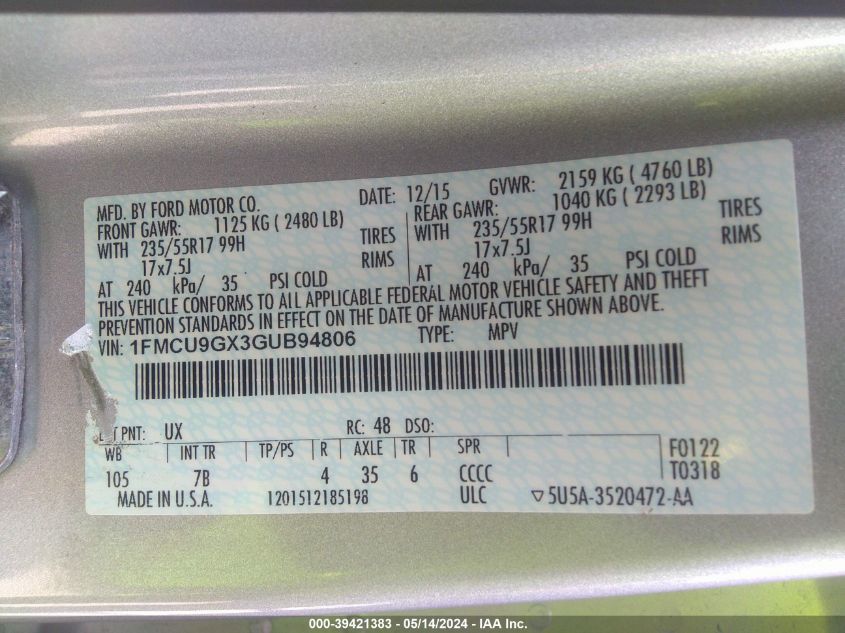 MFD. BY FORD MOTOR CO. DATE: 12/15 GVWR: 2159 KG ( 4760 LB)
FRONT GAWR: 1125 KG ( 2480 LB) REAR GAWR: 1040 KG ( 2293 LB)
WITH 235/55R17 99H TIRES WITH 235/55R17 99H TIRES
17x7.5J RIMS 17x7.5J RIMS
AT 240 kPa/ 35 PSI COLD AT 240 kPa/ 35 PSI COLD
THIS VEHICLE CONFORMS TO ALL APPLICABLE FEDERAL MOTOR VEHICLE SAFETY AND THEFT
PREVENTION STANDARDS IN EFFECT ON THE DATE OF MANUFACTURE SHOWN ABOVE.
VIN: 1FMCU9GX3GUB94806 TYPE: MPV
PNT: UX RC: 48 DSO:
WB INT TR TP/PS R AXLE TR SPR F0122
105 7B 4 35 6 CCCC T0318
MADE IN U.S.A. 1201512185198 ULC ▽5U5A-3520472-AA
000-39421383 - 05/14/2024 - IAA Inc.